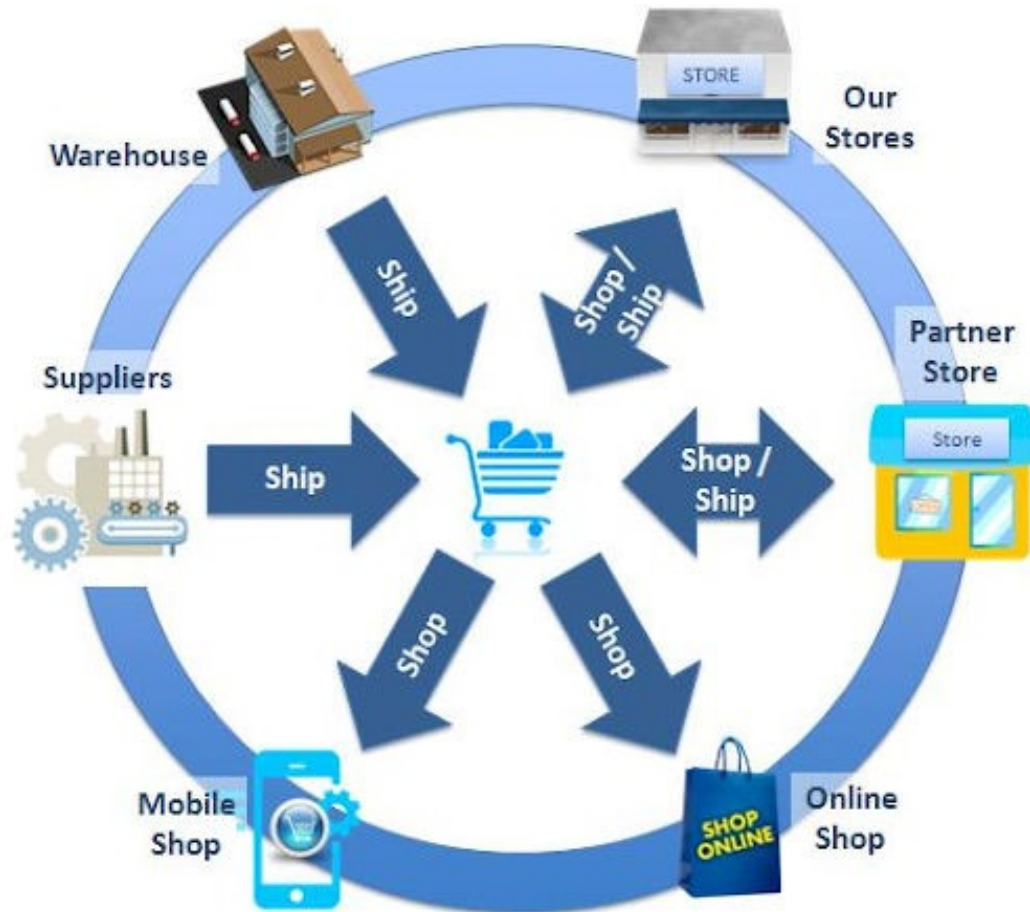 STORE
Our
Stores
Warehouse
Ship
Shop /
Ship
Partner
Store
Store
Suppliers
Ship
Shop /
Ship
Shop
Shop
Mobile
Shop
SHOP
ONLINE
Online
Shop